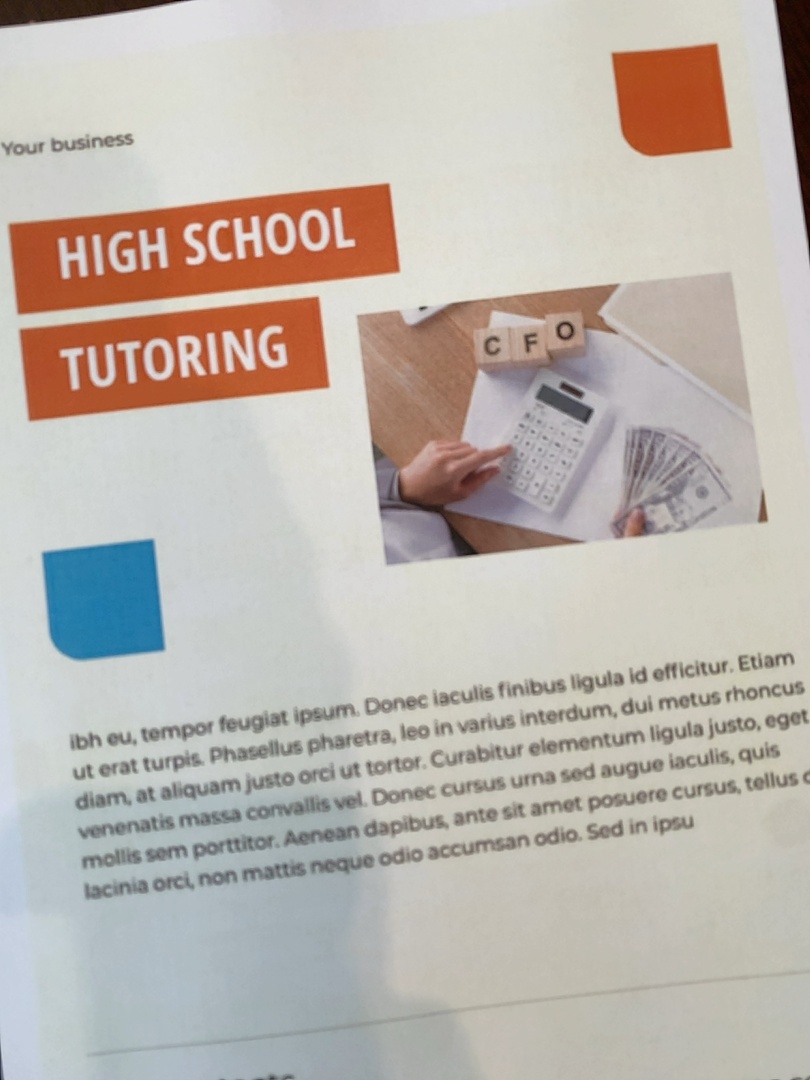 Your business
HIGH SCHOOL
TUTORING
C F O
ibh eu, tempor feugiat ipsum. Donec iaculis finibus ligula id efficitur. Etiam
ut erat turpis. Phasellus pharetra, leo in varius interdum, dui metus rhoncus
diam, at aliquam justo orci ut tortor. Curabitur elementum ligula justo, eget
venenatis massa convallis vel. Donec cursus urna sed augue iaculis, quis
mollis sem porttitor. Aenean dapibus, ante sit amet posuere cursus, tellus
lacinia orci, non mattis neque odio accumsan odio. Sed in ipsu